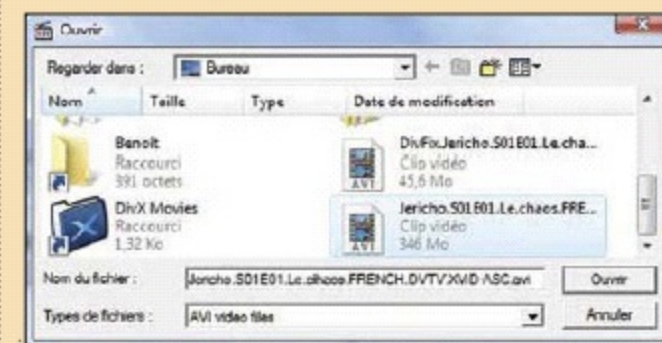 Ouvrir
Regarder dans : Bureau
Nom Taille Type Date de modification
Benoit
Raccourci
391 octets
DivFix.Jericho.S01E01.Le.cha...
Clip vidéo
45,6 Mo
AVI
DivX Movies
Raccourci
1,32 Ko
Jericho.S01E01.Le.chaos.FRE...
Clip vidéo
346 Mo
AVI
Nom du fichier : Jericho.S01E01.Le.chaos.FRENCH.DVTV.XViD-ASC.avi Ouvrir
Types de fichiers : AVI video files Annuler